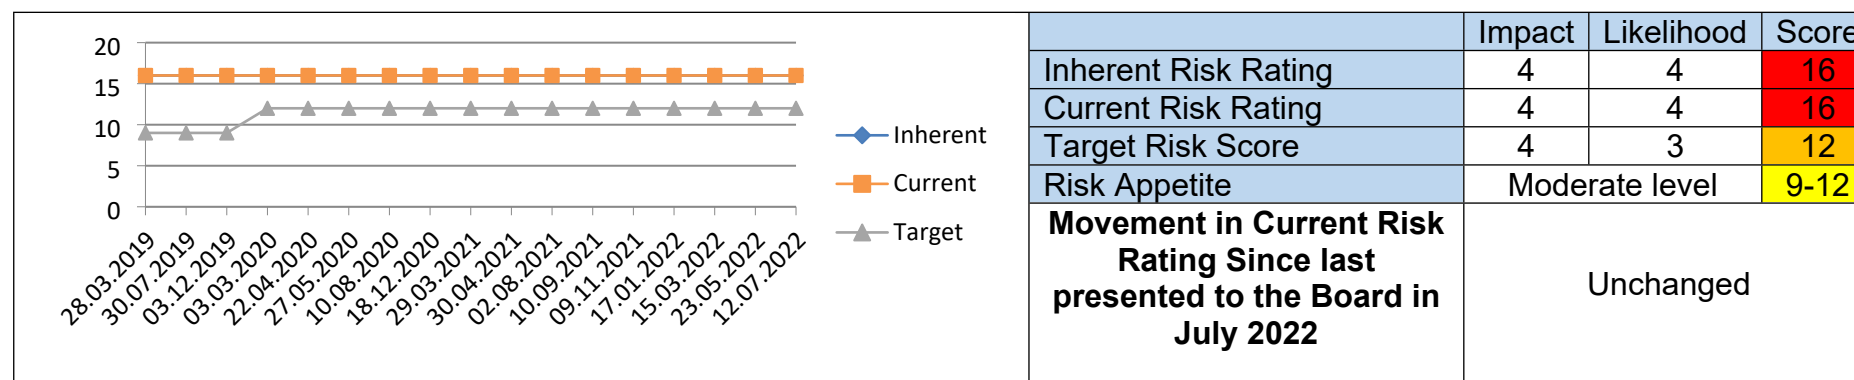 20
15
10
5
0
28.03.2019
30.07.2019
03.12.2019
03.03.2020
22.04.2020
27.05.2020
10.08.2020
18.12.2020
29.03.2021
30.04.2021
02.08.2021
10.09.2021
09.11.2021
17.01.2022
15.03.2022
23.05.2022
12.07.2022
Inherent
Current
Target
Impact Likelihood Score
Inherent Risk Rating 4 4 16
Current Risk Rating 4 4 16
Target Risk Score 4 3 12
Risk Appetite Moderate level 9-12
Movement in Current Risk
Rating Since last
presented to the Board in
July 2022
Unchanged